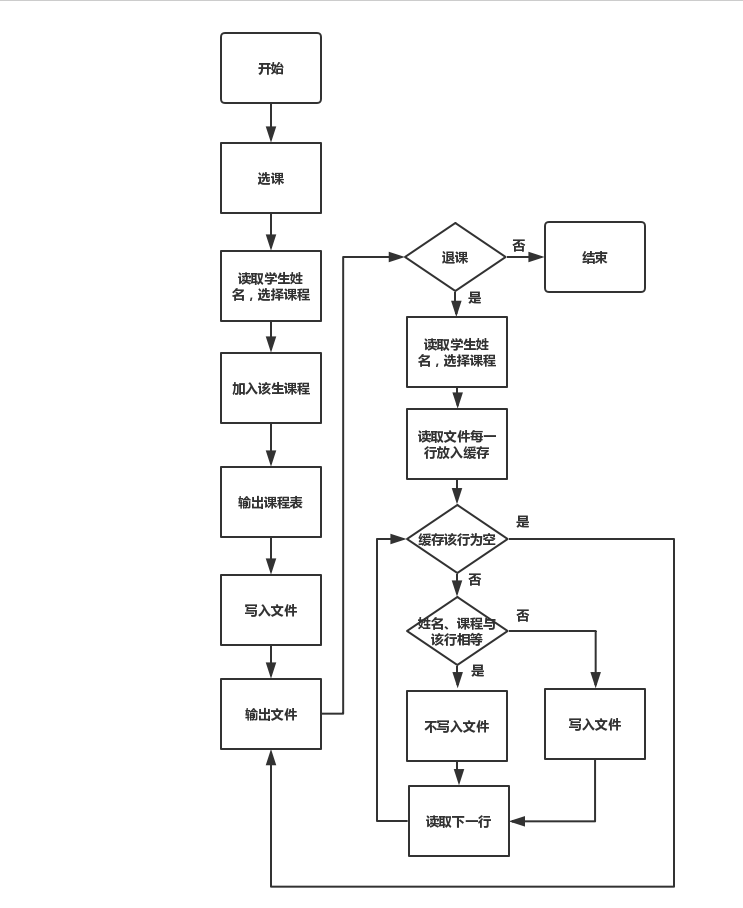 开始
选课
读取学生姓
名，选择课程
加入该生课程
输出课程表
写入文件
输出文件
退课
否
结束
是
读取学生姓
名，选择课程
读取文件每一
行放入缓存
缓存该行为空
是
否
姓名、课程与
该行相等
否
是
不写入文件
写入文件
读取下一行